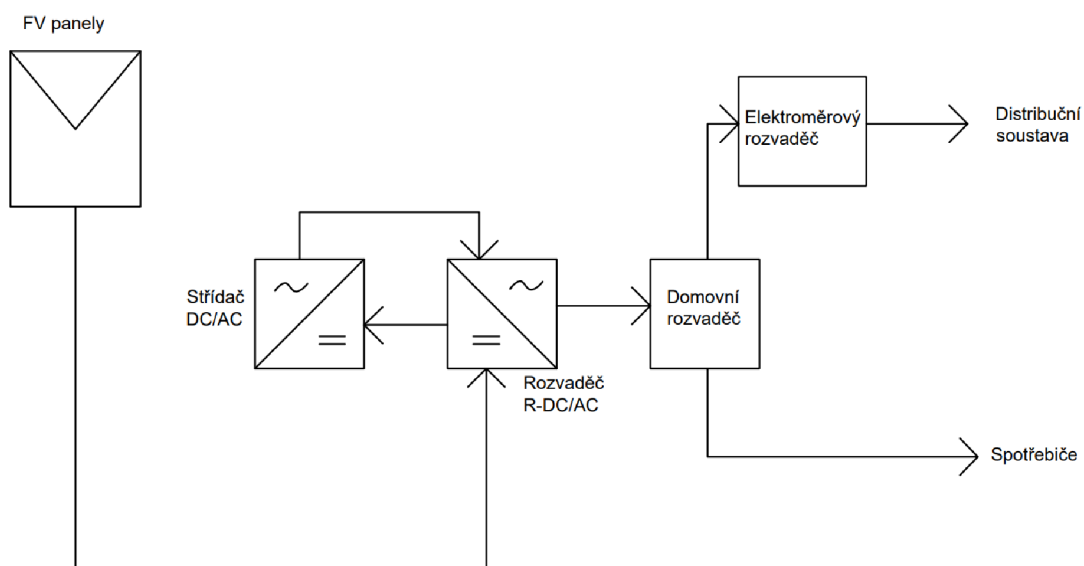 FV panely
Elektroměrový
rozvaděč
Distribuční
soustava
Střídač
DC/AC
Domovní
rozvaděč
Rozvaděč
R-DC/AC
Spotřebiče